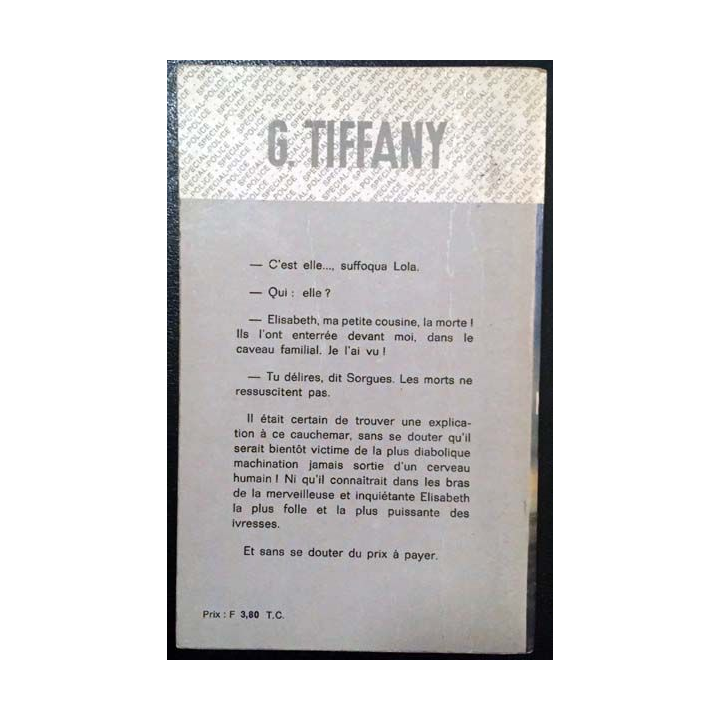 G. TIFFANY
— C'est elle..., suffoqua Lola.
— Qui : elle ?
— Elisabeth, ma petite cousine, la morte !
Ils l'ont enterrée devant moi, dans le
caveau familial. Je l'ai vu !
— Tu délires, dit Sorgues. Les morts ne
ressuscitent pas.
Il était certain de trouver une explica-
tion à ce cauchemar, sans se douter qu'il
serait bientôt victime de la plus diabolique
machination jamais sortie d'un cerveau
humain ! Ni qu'il connaîtrait dans les bras
de la merveilleuse et inquiétante Elisabeth
la plus folle et la plus puissante des
ivresses.
Et sans se douter du prix à payer.
Prix : F 3,80 T.C.